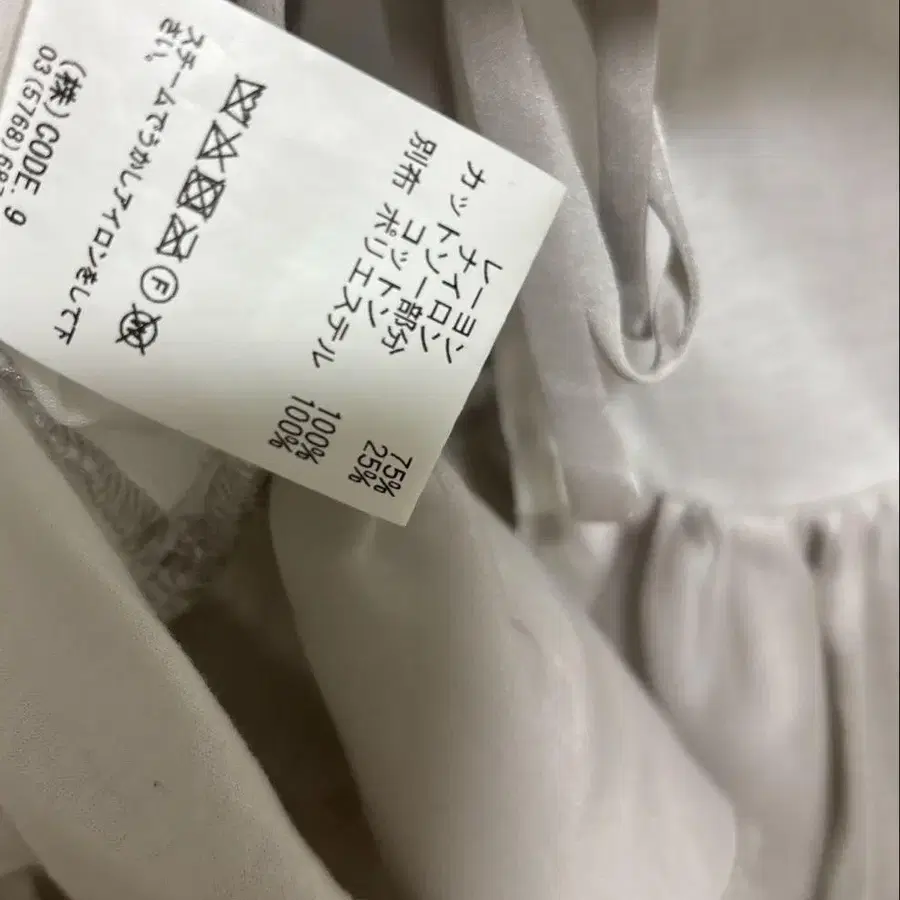 レーヨン 75%
ナイロン 25%
カットソー部分
コットン 100%
別布 ポリエステル 100%
F W
スチームでうかしアイロンをして下
さい。
(株)CODE. 9
03(5768)68